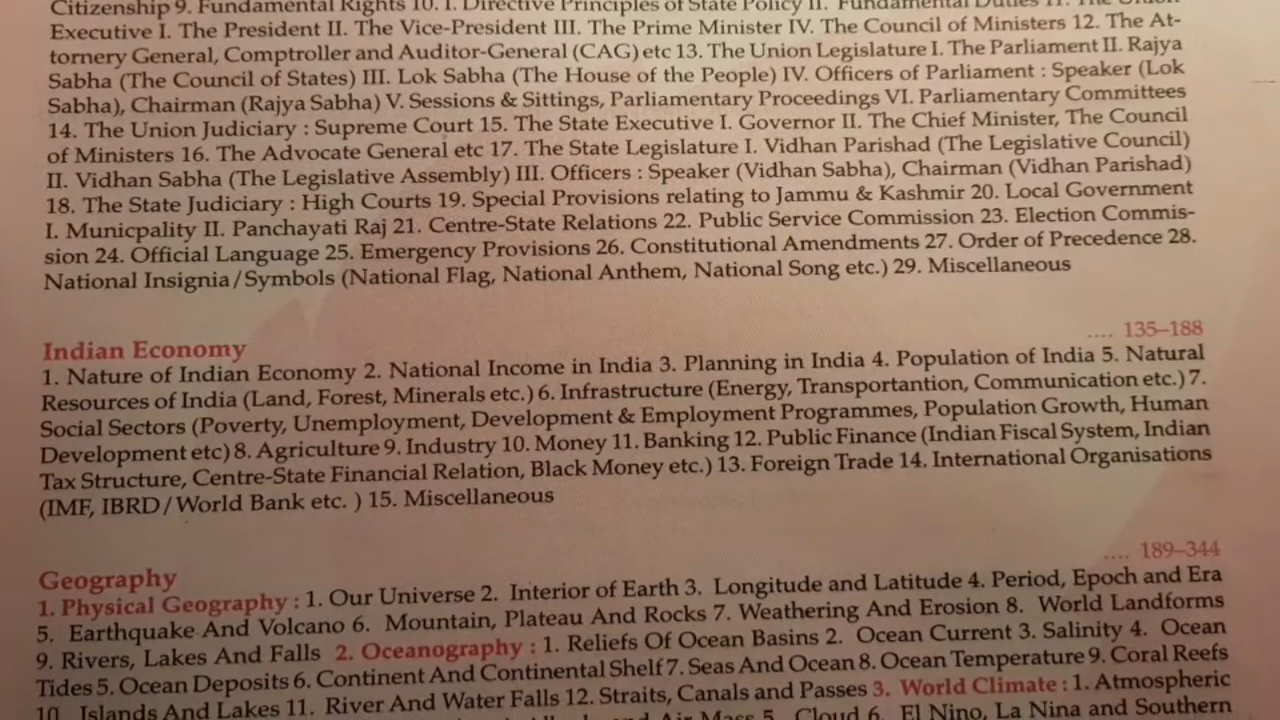 Citizenship 9. Fundamental Rights 10. I. Directive Principles of State Policy II. Fundamental Duties 11. The Union
Executive I. The President II. The Vice-President III. The Prime Minister IV. The Council of Ministers 12. The At-
tornery General, Comptroller and Auditor-General (CAG) etc 13. The Union Legislature I. The Parliament II. Rajya
Sabha (The Council of States) III. Lok Sabha (The House of the People) IV. Officers of Parliament : Speaker (Lok
Sabha), Chairman (Rajya Sabha) V. Sessions & Sittings, Parliamentary Proceedings VI. Parliamentary Committees
14. The Union Judiciary : Supreme Court 15. The State Executive I. Governor II. The Chief Minister, The Council
of Ministers 16. The Advocate General etc 17. The State Legislature I. Vidhan Parishad (The Legislative Council)
II. Vidhan Sabha (The Legislative Assembly) III. Officers : Speaker (Vidhan Sabha), Chairman (Vidhan Parishad)
18. The State Judiciary : High Courts 19. Special Provisions relating to Jammu & Kashmir 20. Local Government
I. Municpality II. Panchayati Raj 21. Centre-State Relations 22. Public Service Commission 23. Election Commis-
sion 24. Official Language 25. Emergency Provisions 26. Constitutional Amendments 27. Order of Precedence 28.
National Insignia/Symbols (National Flag, National Anthem, National Song etc.) 29. Miscellaneous
Indian Economy .... 135–188
1. Nature of Indian Economy 2. National Income in India 3. Planning in India 4. Population of India 5. Natural
Resources of India (Land, Forest, Minerals etc.) 6. Infrastructure (Energy, Transportantion, Communication etc.) 7.
Social Sectors (Poverty, Unemployment, Development & Employment Programmes, Population Growth, Human
Development etc) 8. Agriculture 9. Industry 10. Money 11. Banking 12. Public Finance (Indian Fiscal System, Indian
Tax Structure, Centre-State Financial Relation, Black Money etc.) 13. Foreign Trade 14. International Organisations
(IMF, IBRD/World Bank etc. ) 15. Miscellaneous
Geography .... 189–344
1. Physical Geography : 1. Our Universe 2. Interior of Earth 3. Longitude and Latitude 4. Period, Epoch and Era
5. Earthquake And Volcano 6. Mountain, Plateau And Rocks 7. Weathering And Erosion 8. World Landforms
9. Rivers, Lakes And Falls 2. Oceanography : 1. Reliefs Of Ocean Basins 2. Ocean Current 3. Salinity 4. Ocean
Tides 5. Ocean Deposits 6. Continent And Continental Shelf 7. Seas And Ocean 8. Ocean Temperature 9. Coral Reefs
10. Islands And Lakes 11. River And Water Falls 12. Straits, Canals and Passes 3. World Climate : 1. Atmospheric
and Air Mass 5. Cloud 6. El Nino, La Nina and Southern